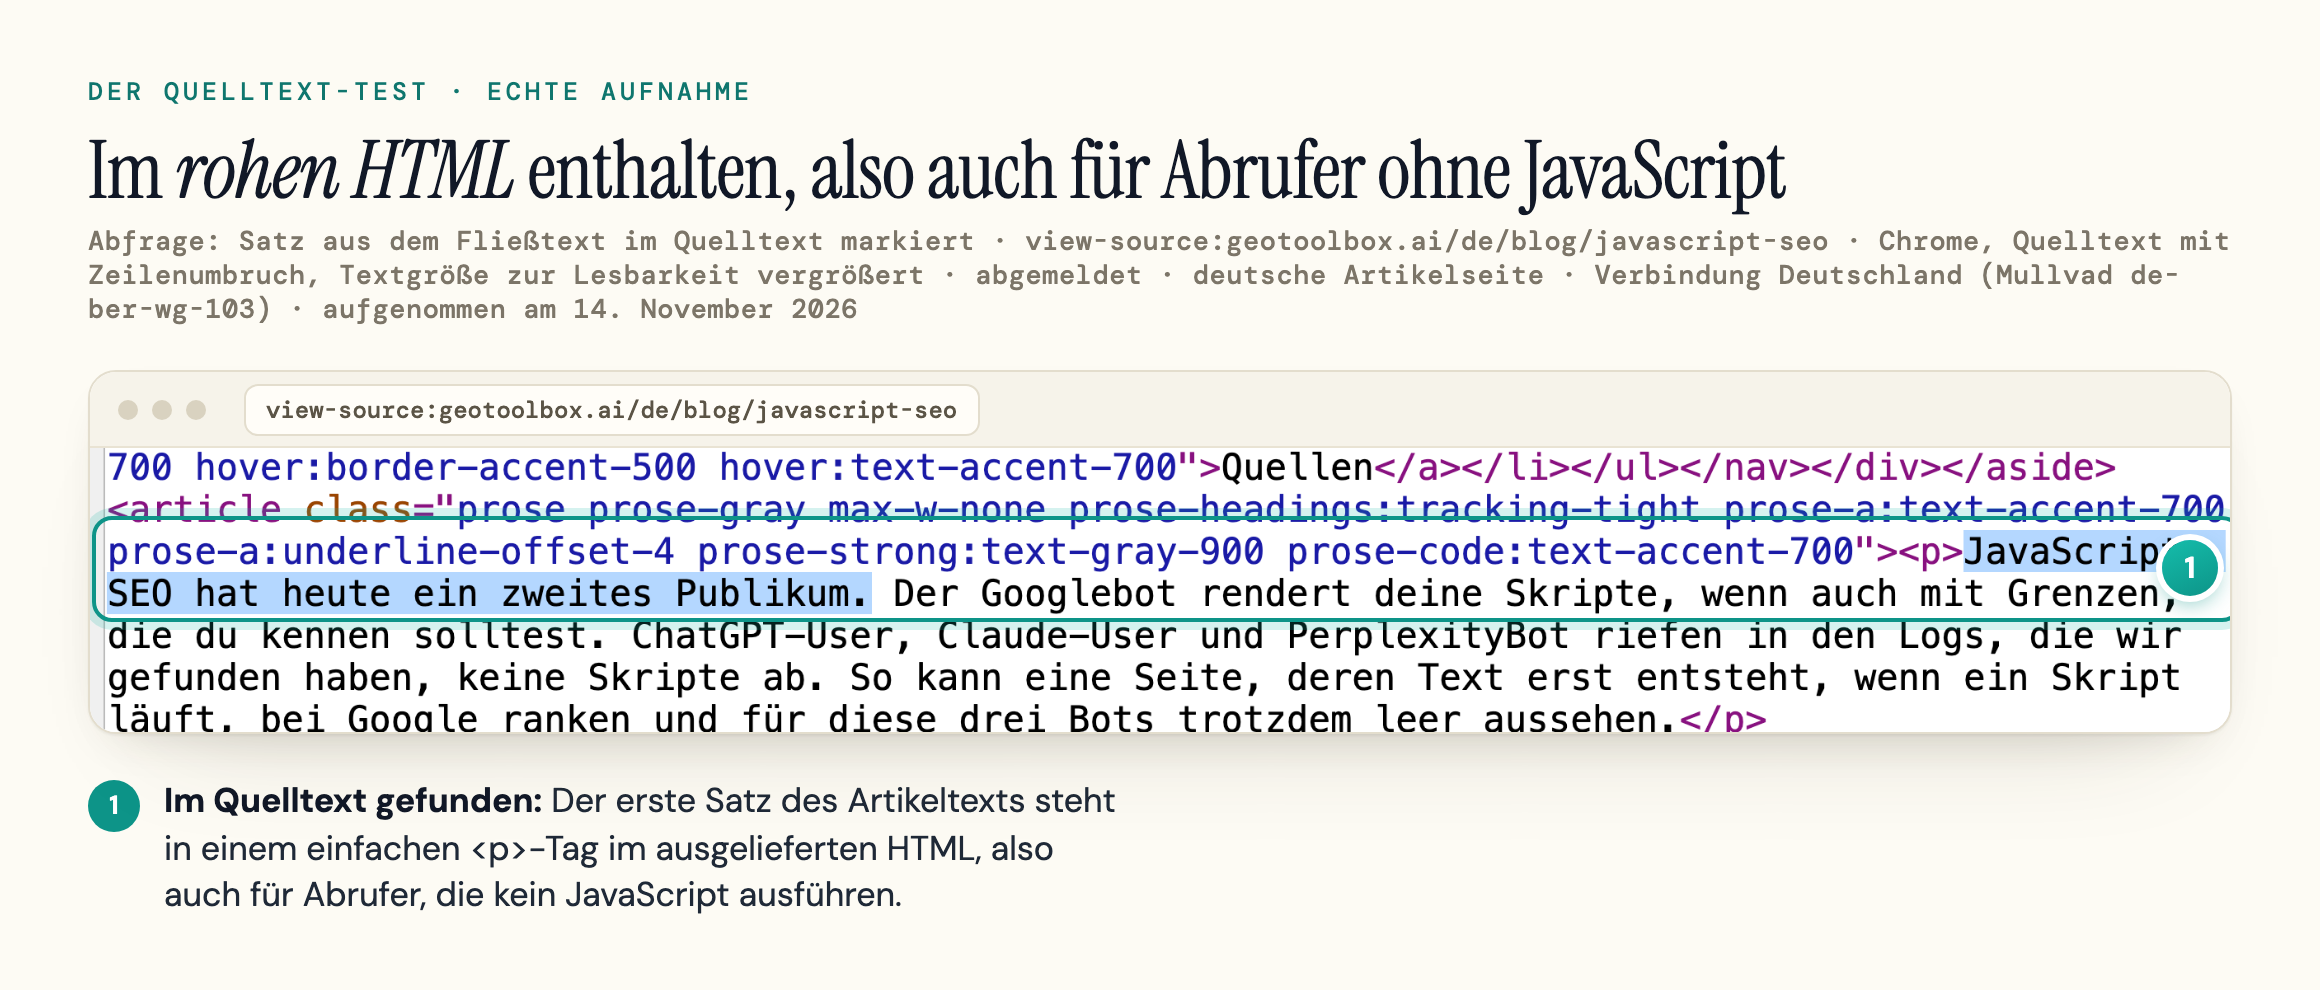 DER QUELLTEXT-TEST · ECHTE AUFNAHME
Im rohen HTML enthalten, also auch für Abrufer ohne JavaScript
Abfrage: Satz aus dem Fließtext im Quelltext markiert · view-source:geotoolbox.ai/de/blog/javascript-seo · Chrome, Quelltext mit
Zeilenumbruch, Textgröße zur Lesbarkeit vergrößert · abgemeldet · deutsche Artikelseite · Verbindung Deutschland (Mullvad de-
ber-wg-103) · aufgenommen am 14. November 2026
view-source:geotoolbox.ai/de/blog/javascript-seo
700 hover:border-accent-500 hover:text-accent-700">Quellen</a></li></ul></nav></div></aside>
<article class="prose prose-gray max-w-none prose-headings:tracking-tight prose-a:text-accent-700
prose-a:underline-offset-4 prose-strong:text-gray-900 prose-code:text-accent-700"><p>JavaScrip
1
SEO hat heute ein zweites Publikum. Der Googlebot rendert deine Skripte, wenn auch mit Grenzen,
die du kennen solltest. ChatGPT-User, Claude-User und PerplexityBot riefen in den Logs, die wir
gefunden haben, keine Skripte ab. So kann eine Seite, deren Text erst entsteht, wenn ein Skript
läuft, bei Google ranken und für diese drei Bots trotzdem leer aussehen.</p>
1 Im Quelltext gefunden: Der erste Satz des Artikeltexts steht
in einem einfachen <p>-Tag im ausgelieferten HTML, also
auch für Abrufer, die kein JavaScript ausführen.